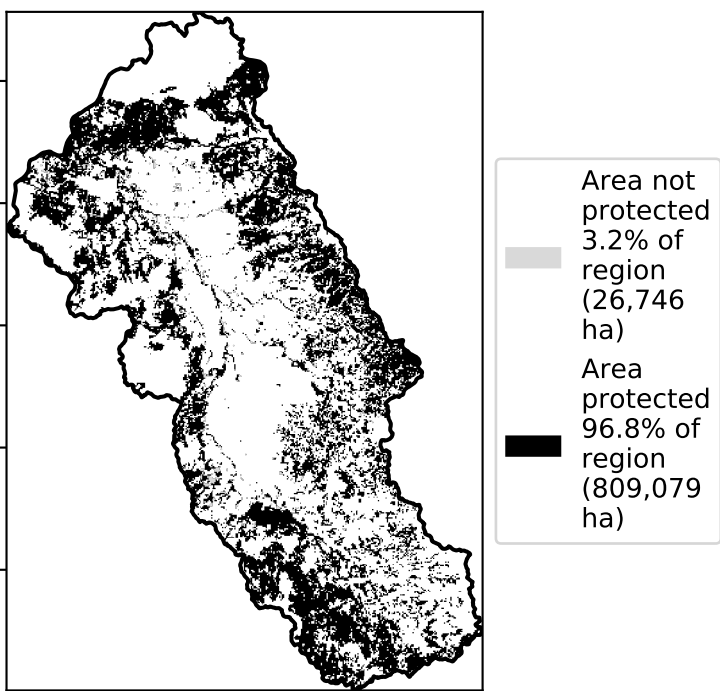 Area not
protected
3.2% of
region
(26,746
ha)
Area
protected
96.8% of
region
(809,079
ha)